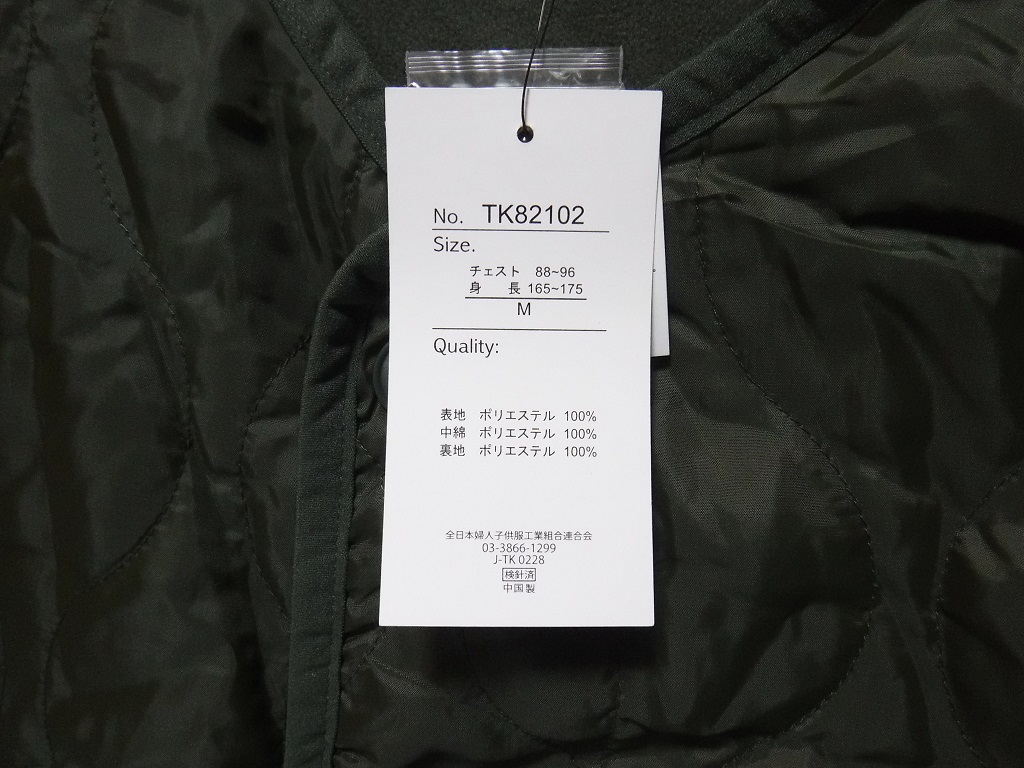 No. TK82102
Size.
チェスト 88~96
身 長 165~175
M
Quality:
表地 ポリエステル 100%
中綿 ポリエステル 100%
裏地 ポリエステル 100%
全日本婦人子供服工業組合連合会
03-3866-1299
J-TK 0228
検針済
中国製